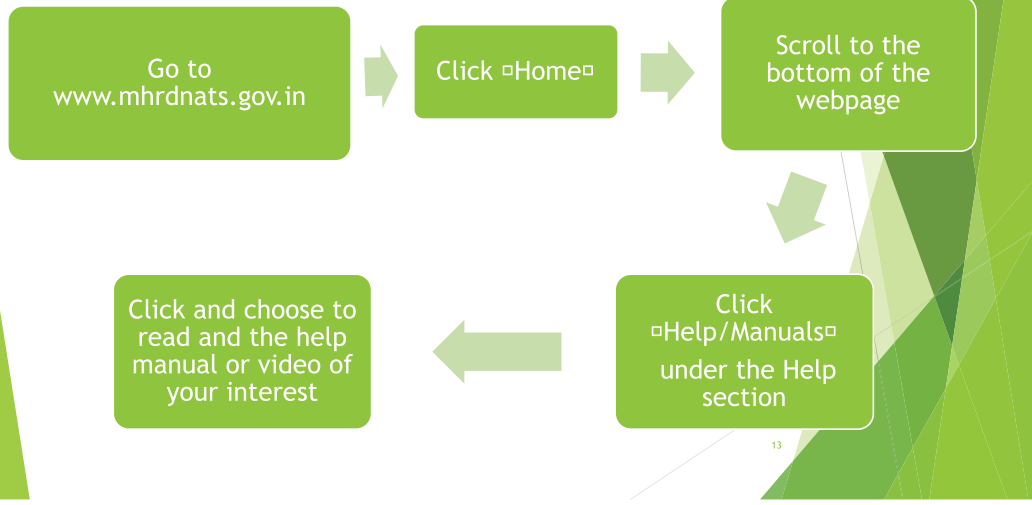 Go to
www.mhrdnats.gov.in
Click ▫Home▫
Scroll to the
bottom of the
webpage
Click
▫Help/Manuals▫
under the Help
section
Click and choose to
read and the help
manual or video of
your interest
13